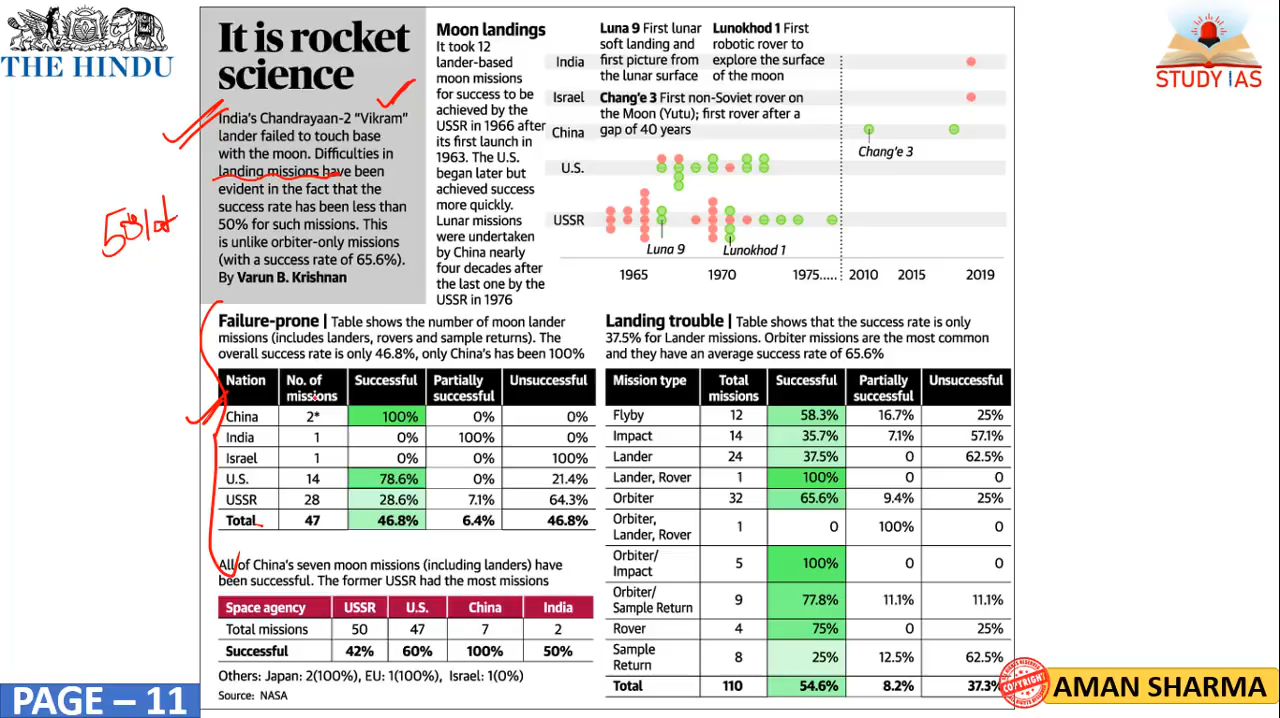 THE HINDU
It is rocket
science
India's Chandrayaan-2 "Vikram"
lander failed to touch base
with the moon. Difficulties in
landing missions have been
evident in the fact that the
success rate has been less than
50% for such missions. This
is unlike orbiter-only missions
(with a success rate of 65.6%).
By Varun B. Krishnan
Moon landings
It took 12
lander-based
moon missions
for success to be
achieved by the
USSR in 1966 after
its first launch in
1963. The U.S.
began later but
achieved success
more quickly.
Lunar missions
were undertaken
by China nearly
four decades after
the last one by the
USSR in 1976
Luna 9 First lunar
soft landing and
first picture from
the lunar surface
Lunokhod 1 First
robotic rover to
explore the surface
of the moon
Chang'e 3 First non-Soviet rover on
the Moon (Yutu); first rover after a
gap of 40 years
India
Israel
China
Chang'e 3
U.S.
USSR
Luna 9 Lunokhod 1
1965 1970 1975..... 2010 2015 2019
STUDY IAS
Failure-prone | Table shows the number of moon lander
missions (includes landers, rovers and sample returns). The
overall success rate is only 46.8%, only China's has been 100%
Nation No. of missions Successful Partially successful Unsuccessful
China 2* 100% 0% 0%
India 1 0% 100% 0%
Israel 1 0% 0% 100%
U.S. 14 78.6% 0% 21.4%
USSR 28 28.6% 7.1% 64.3%
Total 47 46.8% 6.4% 46.8%
All of China's seven moon missions (including landers) have
been successful. The former USSR had the most missions
Space agency USSR U.S. China India
Total missions 50 47 7 2
Successful 42% 60% 100% 50%
Others: Japan: 2(100%), EU: 1(100%), Israel: 1(0%)
Source: NASA
Landing trouble | Table shows that the success rate is only
37.5% for Lander missions. Orbiter missions are the most common
and they have an average success rate of 65.6%
Mission type Total missions Successful Partially successful Unsuccessful
Flyby 12 58.3% 16.7% 25%
Impact 14 35.7% 7.1% 57.1%
Lander 24 37.5% 0 62.5%
Lander, Rover 1 100% 0 0
Orbiter 32 65.6% 9.4% 25%
Orbiter, Lander, Rover 1 0 100% 0
Orbiter/ Impact 5 100% 0 0
Orbiter/ Sample Return 9 77.8% 11.1% 11.1%
Rover 4 75% 0 25%
Sample Return 8 25% 12.5% 62.5%
Total 110 54.6% 8.2% 37.3%
PAGE – 11
COPYRIGHT
AMAN SHARMA